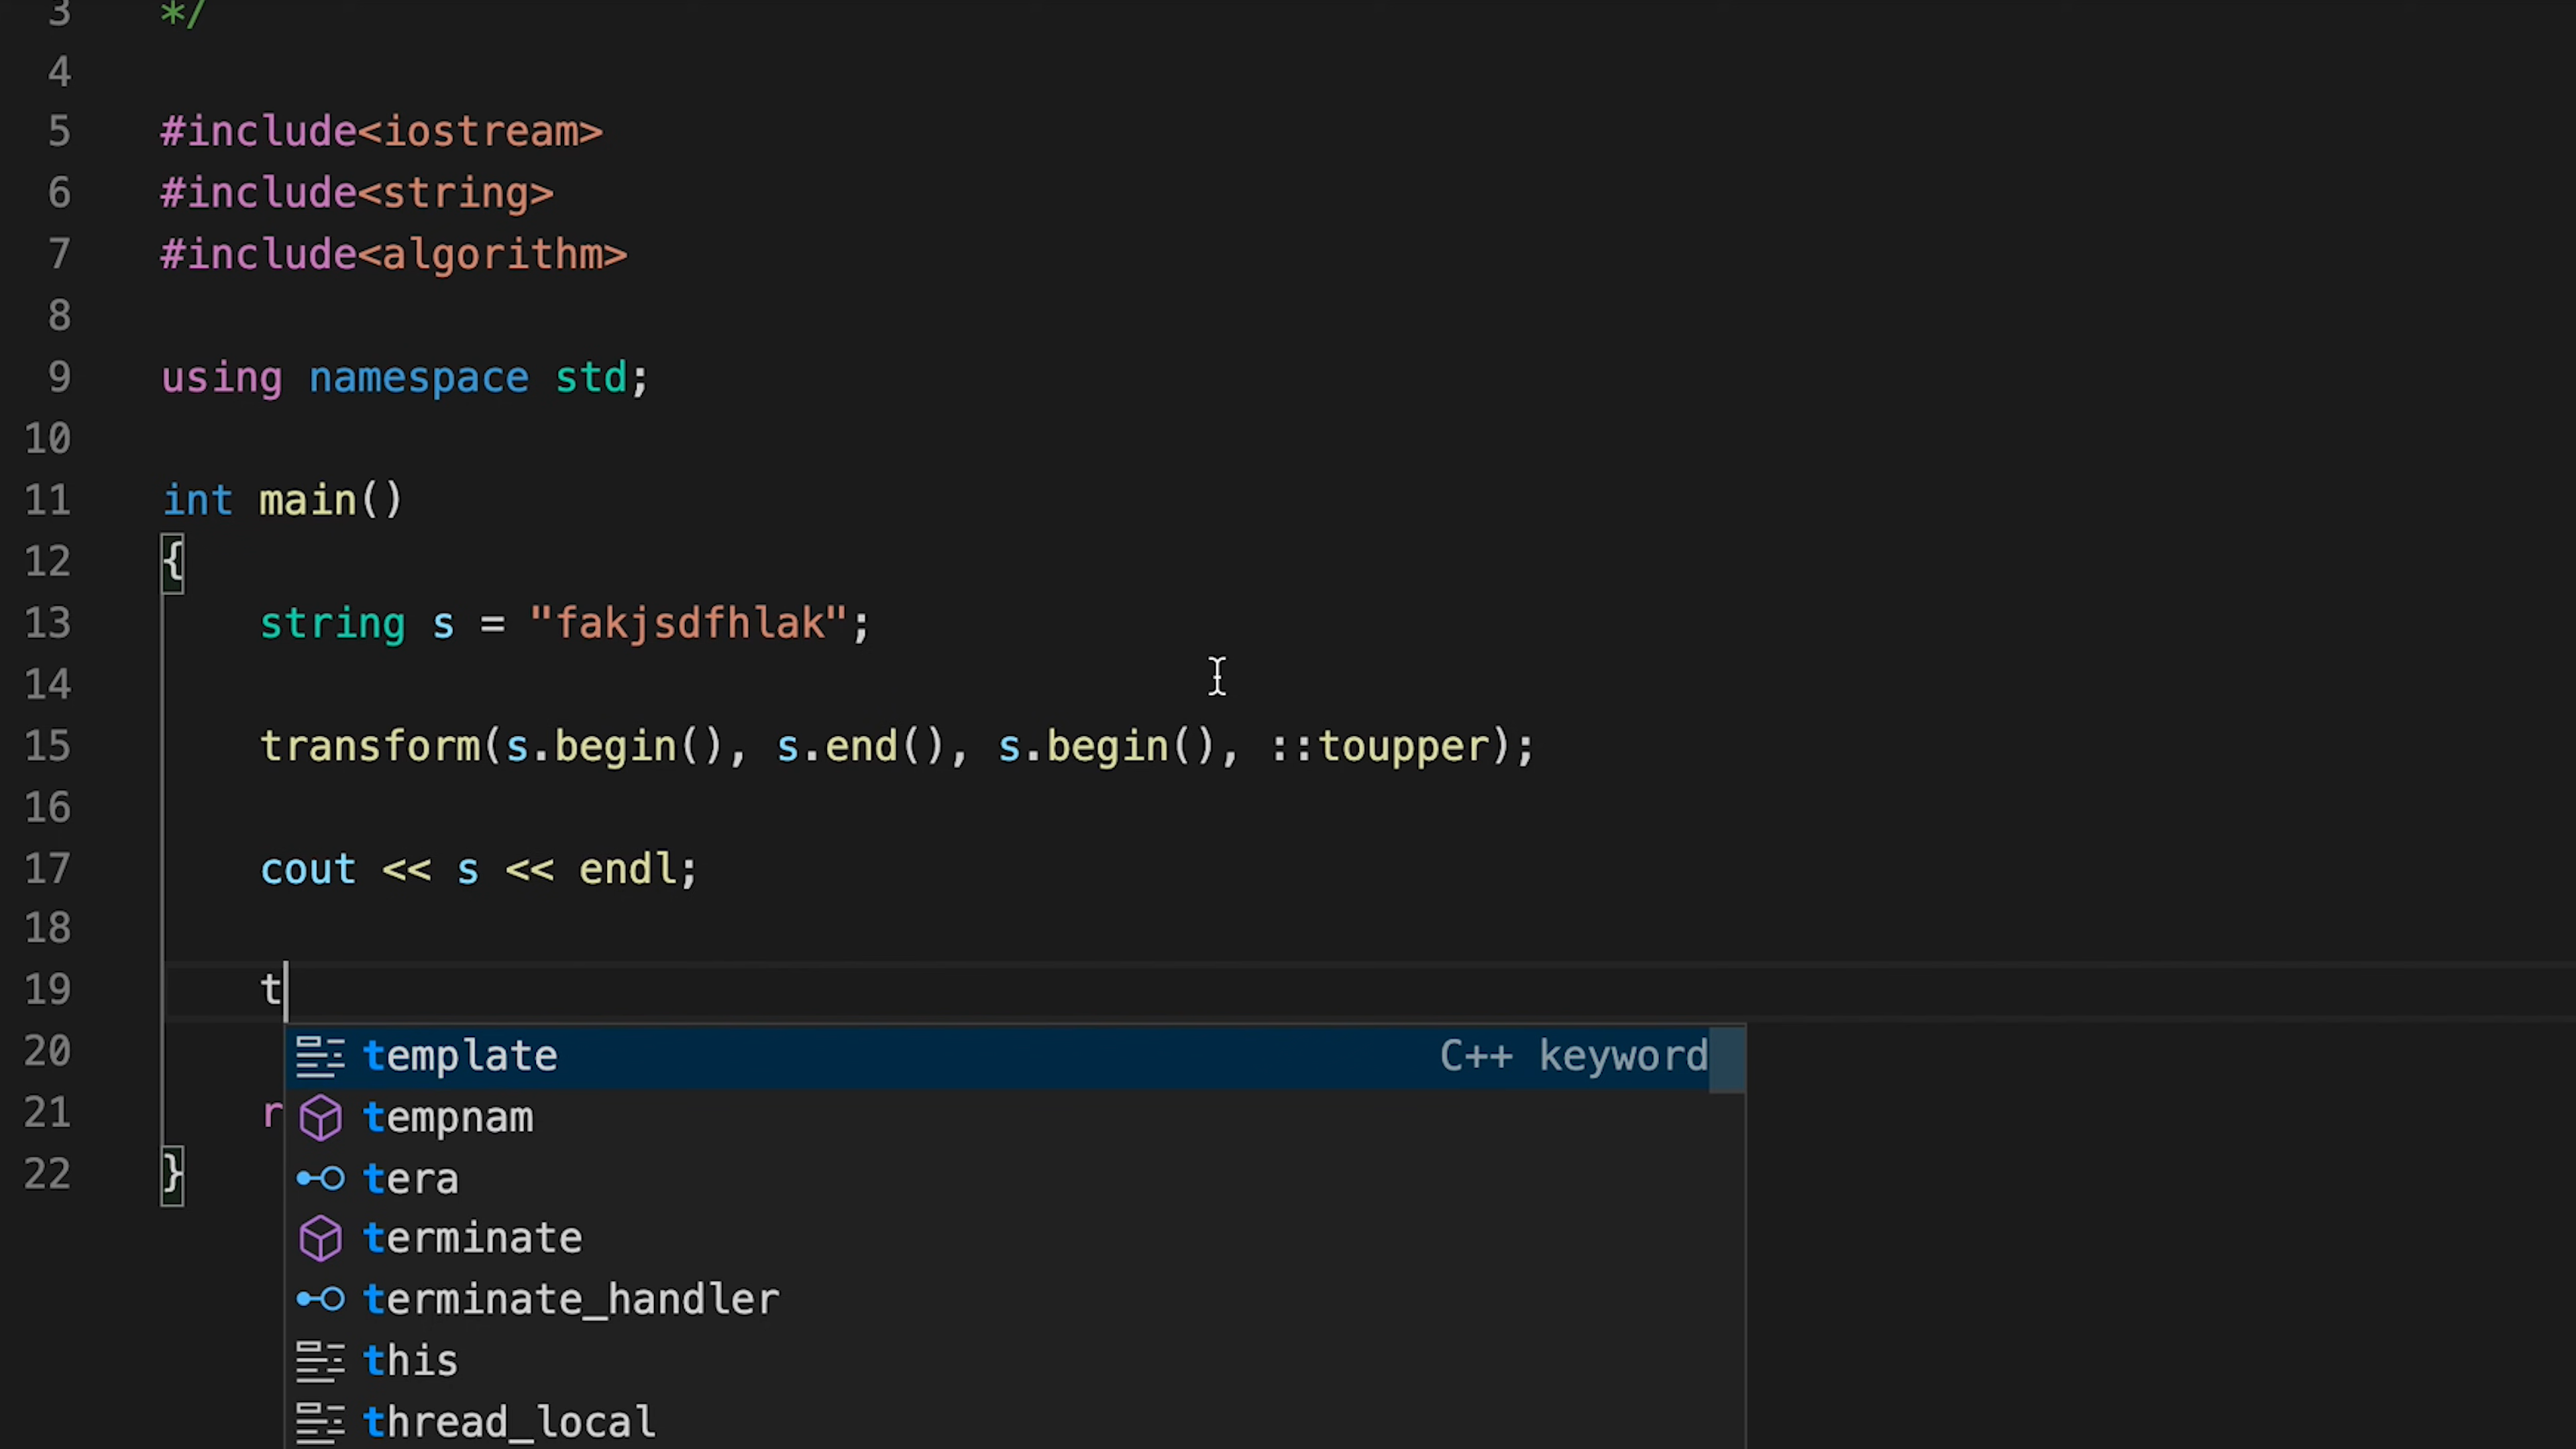 3 */
4
5 #include<iostream>
6 #include<string>
7 #include<algorithm>
8
9 using namespace std;
10
11 int main()
12 {
13 string s = "fakjsdfhlak";
14
15 transform(s.begin(), s.end(), s.begin(), ::toupper);
16
17 cout << s << endl;
18
19 t
20
template C++ keyword
21 r
tempnam
tera
22 }
terminate
terminate_handler
this
thread_local